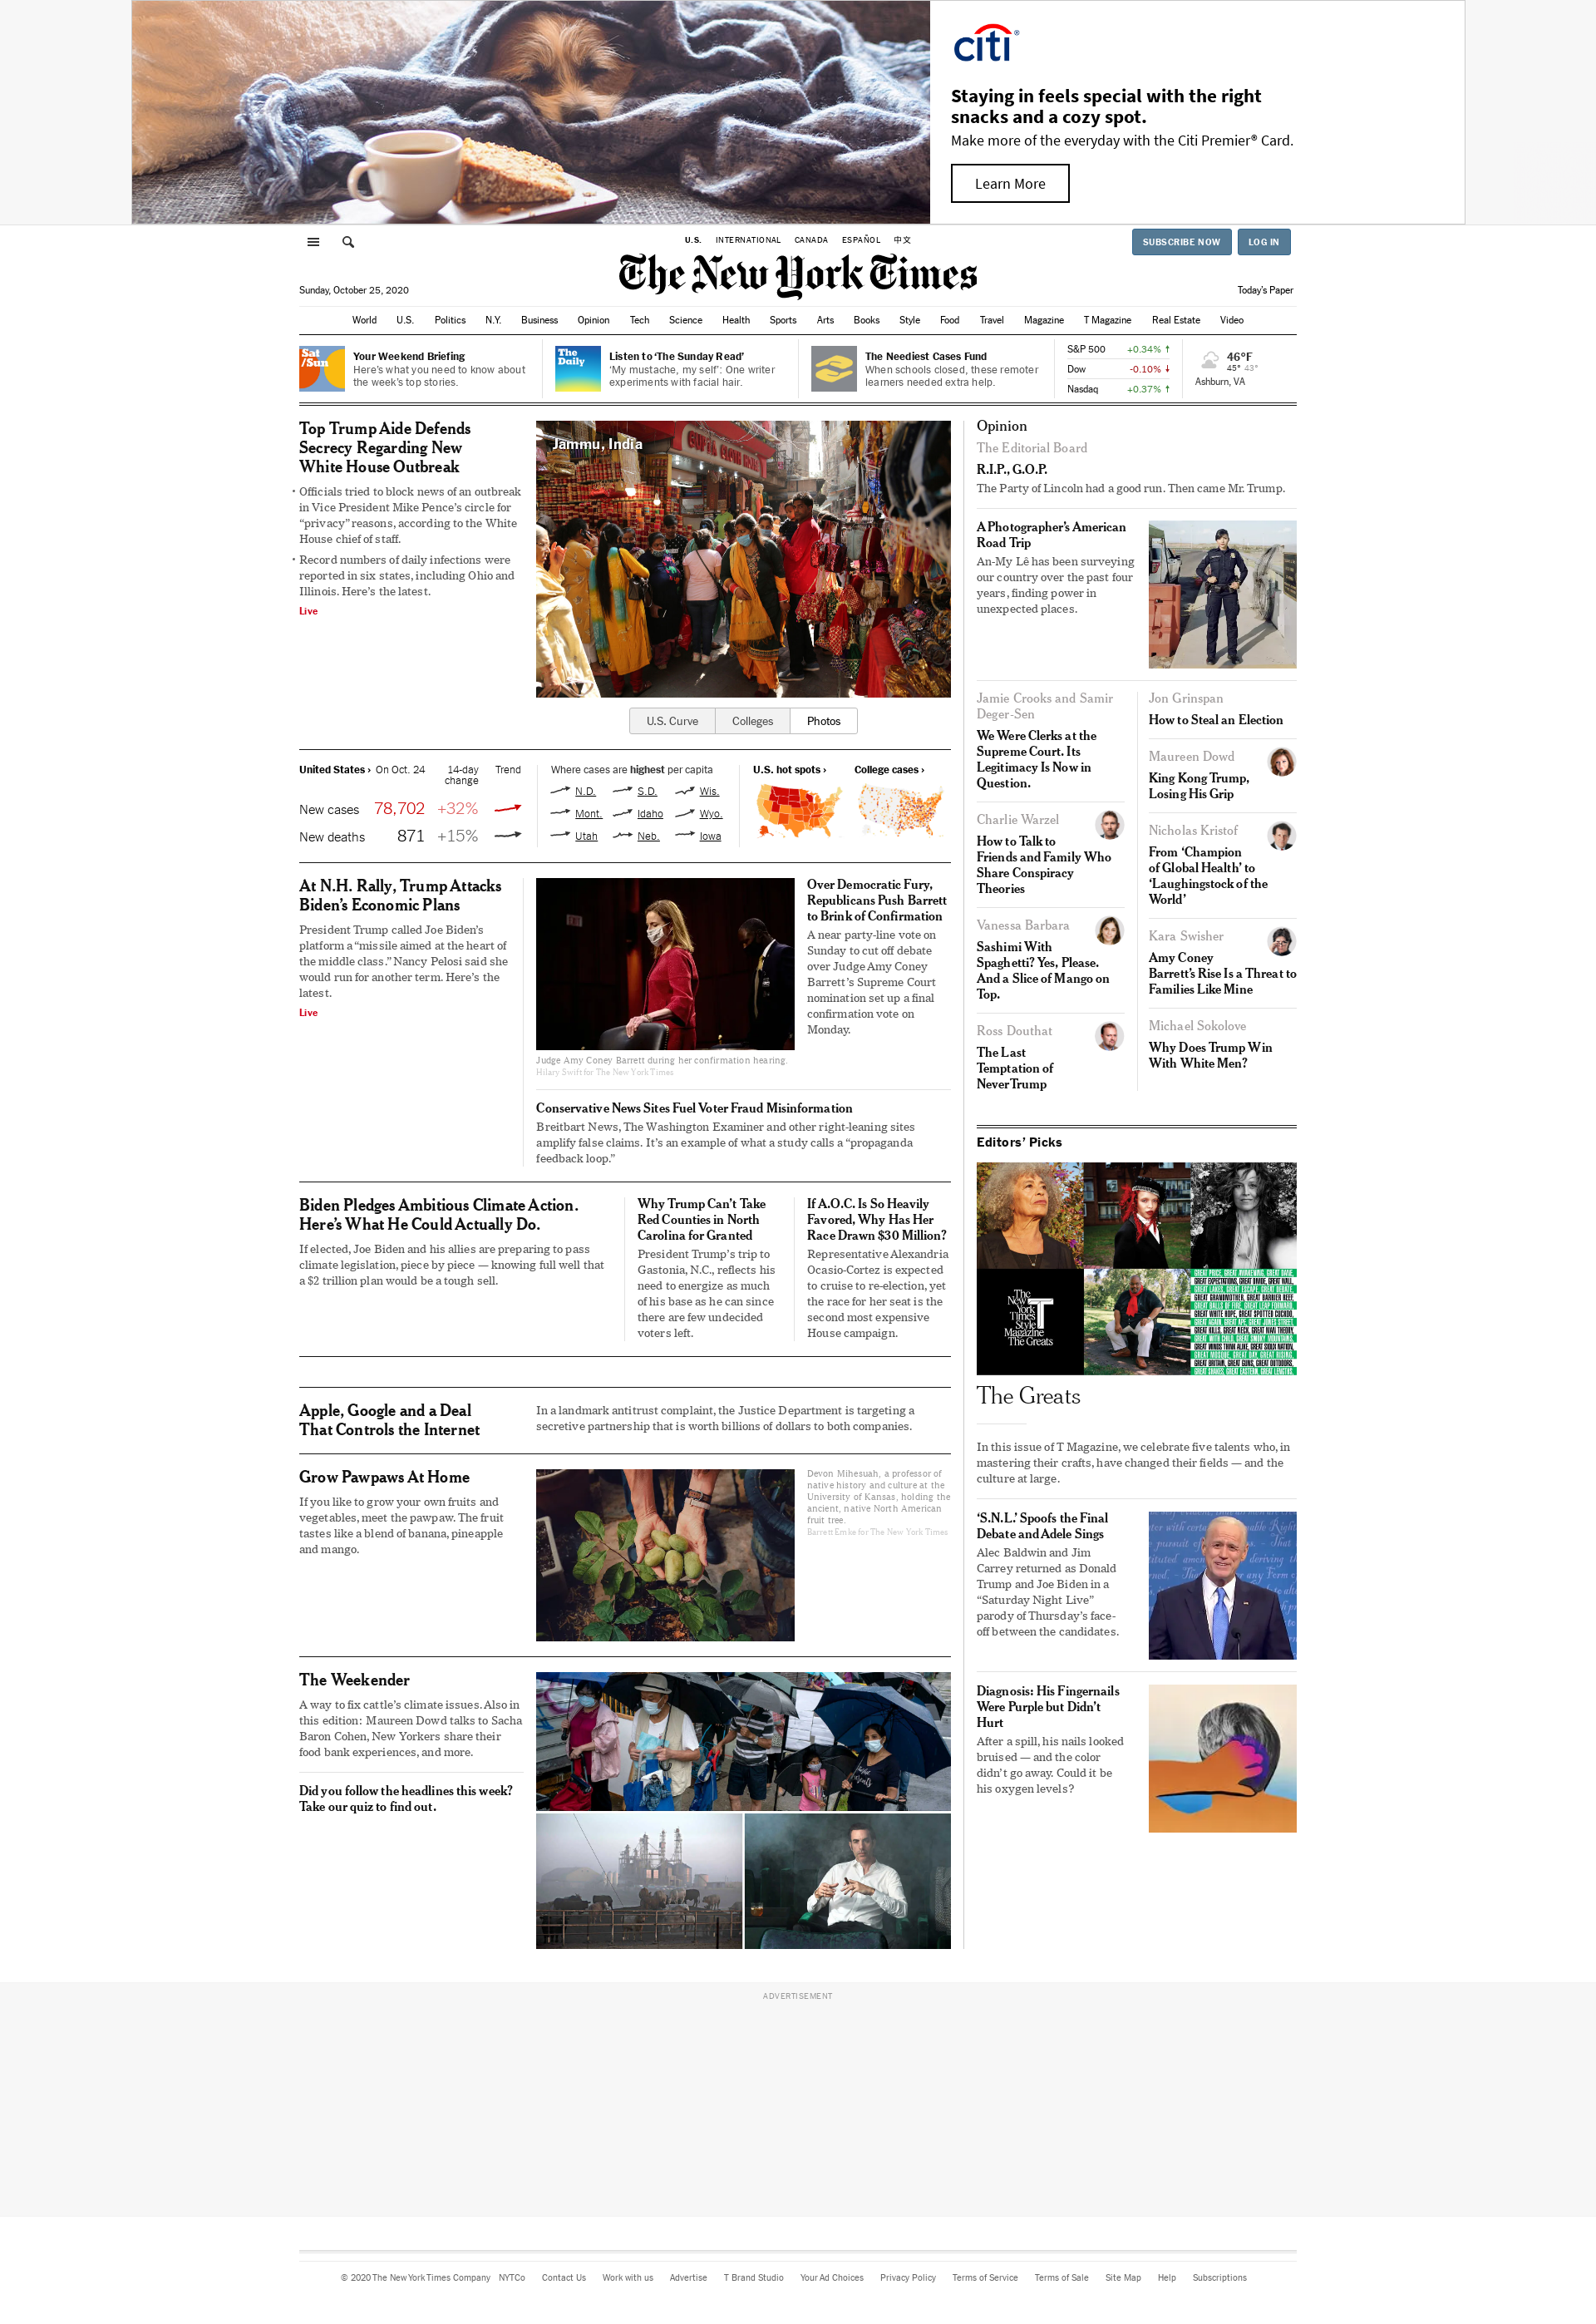 citi
Staying in feels special with the right
snacks and a cozy spot.
Make more of the everyday with the Citi Premier® Card.
Learn More
U.S. INTERNATIONAL CANADA ESPAÑOL 中文
SUBSCRIBE NOW LOG IN
The New York Times
Sunday, October 25, 2020
Today's Paper
World U.S. Politics N.Y. Business Opinion Tech Science Health Sports Arts Books Style Food Travel Magazine T Magazine Real Estate Video
Sat
/Sun
Your Weekend Briefing
Here's what you need to know about
the week's top stories.
The
Daily
Listen to ‘The Sunday Read’
‘My mustache, my self’: One writer
experiments with facial hair.
The Neediest Cases Fund
When schools closed, these remoter
learners needed extra help.
S&P 500 +0.34% ↑
Dow -0.10% ↓
Nasdaq +0.37% ↑
46°F
45° 43°
Ashburn, VA
Top Trump Aide Defends
Secrecy Regarding New
White House Outbreak
• Officials tried to block news of an outbreak
in Vice President Mike Pence's circle for
“privacy” reasons, according to the White
House chief of staff.
• Record numbers of daily infections were
reported in six states, including Ohio and
Illinois. Here's the latest.
Live
Jammu, India
U.S. Curve Colleges Photos
United States › On Oct. 24 14-day Trend
change
New cases 78,702 +32%
New deaths 871 +15%
Where cases are highest per capita
N.D. S.D. Wis.
Mont. Idaho Wyo.
Utah Neb. Iowa
U.S. hot spots › College cases ›
At N.H. Rally, Trump Attacks
Biden's Economic Plans
President Trump called Joe Biden's
platform a “missile aimed at the heart of
the middle class.” Nancy Pelosi said she
would run for another term. Here's the
latest.
Live
Judge Amy Coney Barrett during her confirmation hearing.
Hilary Swift for The New York Times
Over Democratic Fury,
Republicans Push Barrett
to Brink of Confirmation
A near party-line vote on
Sunday to cut off debate
over Judge Amy Coney
Barrett's Supreme Court
nomination set up a final
confirmation vote on
Monday.
Conservative News Sites Fuel Voter Fraud Misinformation
Breitbart News, The Washington Examiner and other right-leaning sites
amplify false claims. It's an example of what a study calls a “propaganda
feedback loop.”
Biden Pledges Ambitious Climate Action.
Here's What He Could Actually Do.
If elected, Joe Biden and his allies are preparing to pass
climate legislation, piece by piece — knowing full well that
a $2 trillion plan would be a tough sell.
Why Trump Can't Take
Red Counties in North
Carolina for Granted
President Trump's trip to
Gastonia, N.C., reflects his
need to energize as much
of his base as he can since
there are few undecided
voters left.
If A.O.C. Is So Heavily
Favored, Why Has Her
Race Drawn $30 Million?
Representative Alexandria
Ocasio-Cortez is expected
to cruise to re-election, yet
the race for her seat is the
second most expensive
House campaign.
Apple, Google and a Deal
That Controls the Internet
In a landmark antitrust complaint, the Justice Department is targeting a
secretive partnership that is worth billions of dollars to both companies.
Grow Pawpaws At Home
If you like to grow your own fruits and
vegetables, meet the pawpaw. The fruit
tastes like a blend of banana, pineapple
and mango.
Devon Mihesuah, a professor of
native history and culture at the
University of Kansas, holding the
ancient, native North American
fruit tree.
Barrett Emke for The New York Times
The Weekender
A way to fix cattle's climate issues. Also in
this edition: Maureen Dowd talks to Sacha
Baron Cohen, New Yorkers share their
food bank experiences, and more.
Did you follow the headlines this week?
Take our quiz to find out.
Opinion
The Editorial Board
R.I.P., G.O.P.
The Party of Lincoln had a good run. Then came Mr. Trump.
A Photographer's American
Road Trip
An-My Lê has been surveying
our country over the past four
years, finding power in
unexpected places.
Jamie Crooks and Samir
Deger-Sen
We Were Clerks at the
Supreme Court. Its
Legitimacy Is Now in
Question.
Charlie Warzel
How to Talk to
Friends and Family Who
Share Conspiracy
Theories
Vanessa Barbara
Sashimi With
Spaghetti? Yes, Please.
And a Slice of Mango on
Top.
Ross Douthat
The Last
Temptation of
NeverTrump
Jon Grinspan
How to Steal an Election
Maureen Dowd
King Kong Trump,
Losing His Grip
Nicholas Kristof
From ‘Champion
of Global Health’ to
‘Laughingstock of the
World’
Kara Swisher
Amy Coney
Barrett's Rise Is a Threat to
Families Like Mine
Michael Sokolove
Why Does Trump Win
With White Men?
Editors' Picks
The
New
York
Times
Style
Magazine
The Greats
The Greats
In this issue of T Magazine, we celebrate five talents who, in
mastering their crafts, have changed their fields — and the
culture at large.
‘S.N.L.’ Spoofs the Final
Debate and Adele Sings
Alec Baldwin and Jim
Carrey returned as Donald
Trump and Joe Biden in a
“Saturday Night Live”
parody of Thursday's face-
off between the candidates.
Diagnosis: His Fingernails
Were Purple but Didn't
Hurt
After a spill, his nails looked
bruised — and the color
didn't go away. Could it be
his oxygen levels?
ADVERTISEMENT
© 2020 The New York Times Company NYTCo Contact Us Work with us Advertise T Brand Studio Your Ad Choices Privacy Policy Terms of Service Terms of Sale Site Map Help Subscriptions